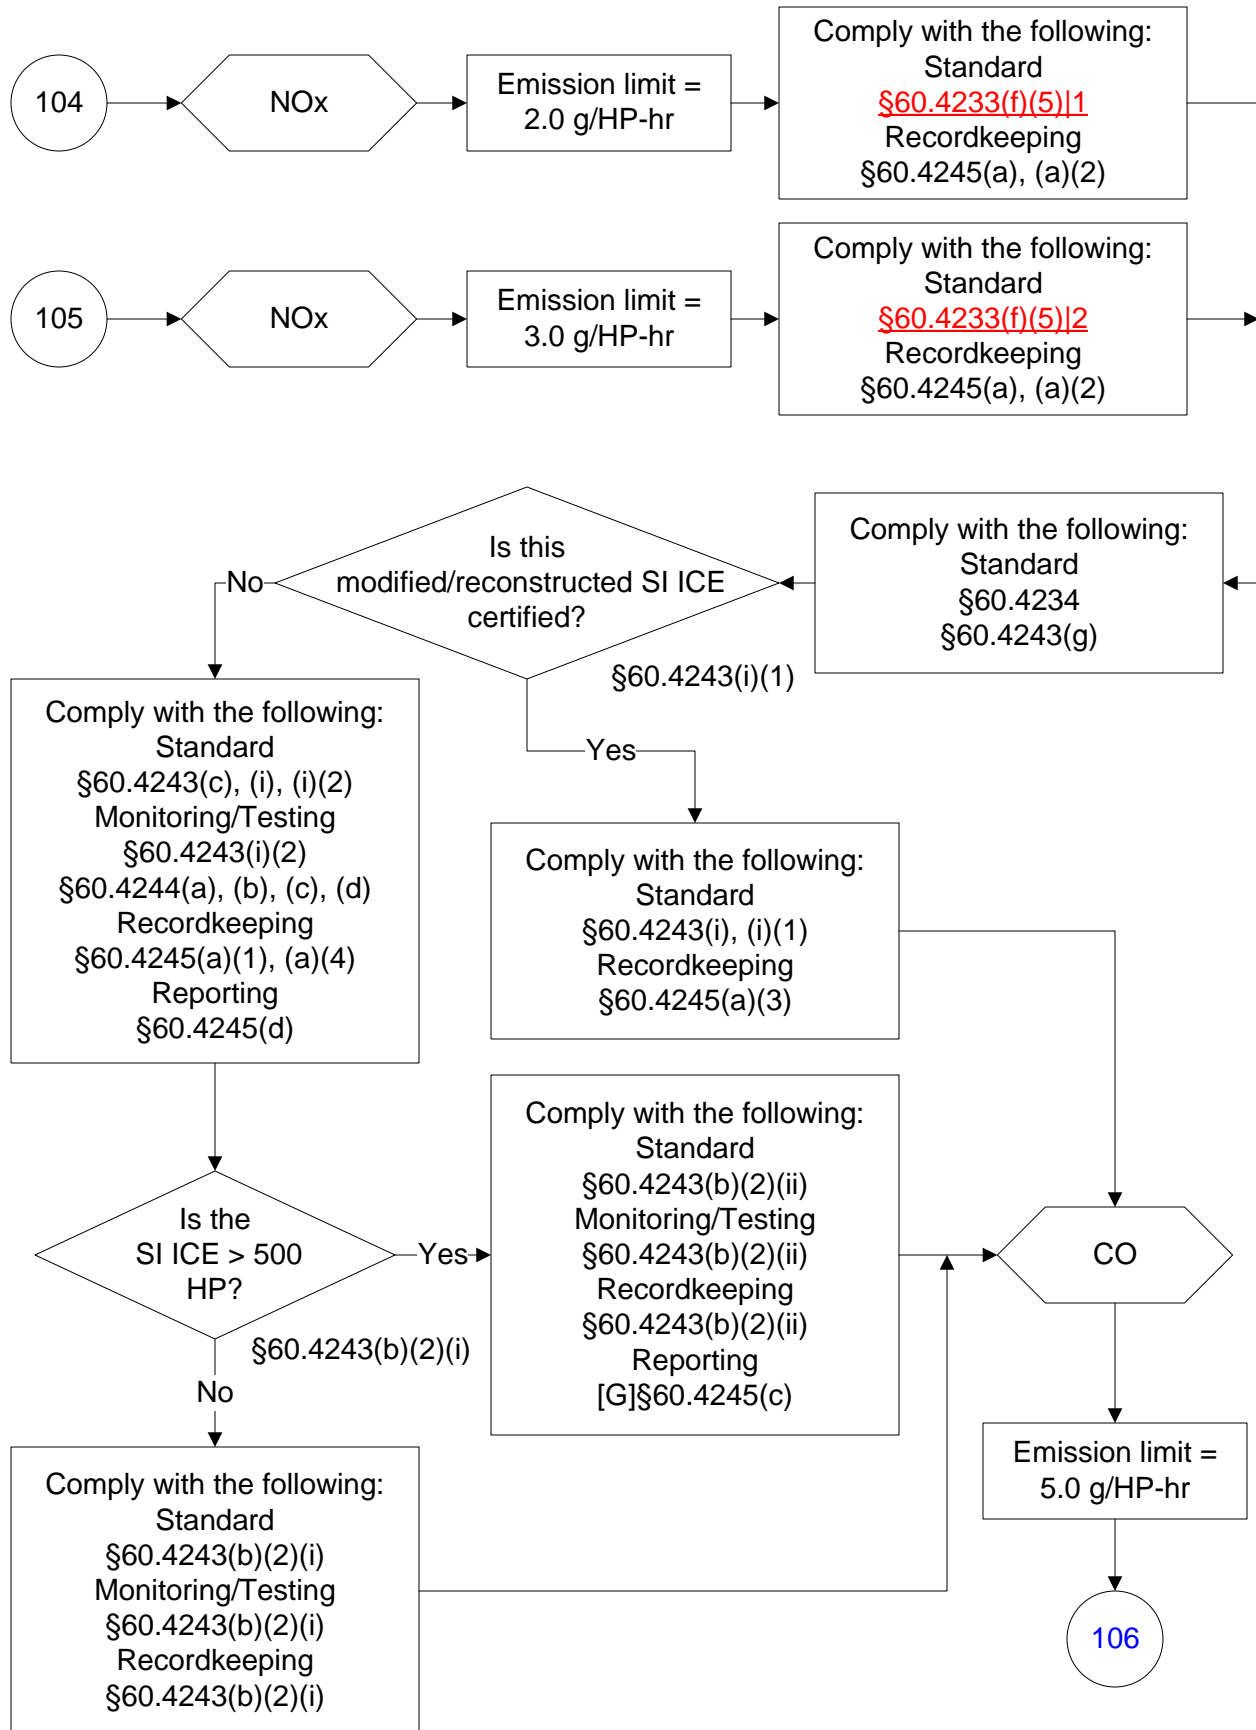 104
NOx
Emission limit =
2.0 g/HP-hr
Comply with the following:
Standard
§60.4233(f)(5)|1
Recordkeeping
§60.4245(a), (a)(2)
105
NOx
Emission limit =
3.0 g/HP-hr
Comply with the following:
Standard
§60.4233(f)(5)|2
Recordkeeping
§60.4245(a), (a)(2)
Comply with the following:
Standard
§60.4234
§60.4243(g)
Is this
modified/reconstructed SI ICE
certified?
§60.4243(i)(1)
No
Yes
Comply with the following:
Standard
§60.4243(c), (i), (i)(2)
Monitoring/Testing
§60.4243(i)(2)
§60.4244(a), (b), (c), (d)
Recordkeeping
§60.4245(a)(1), (a)(4)
Reporting
§60.4245(d)
Comply with the following:
Standard
§60.4243(i), (i)(1)
Recordkeeping
§60.4245(a)(3)
Is the
SI ICE > 500
HP?
§60.4243(b)(2)(i)
Yes
No
Comply with the following:
Standard
§60.4243(b)(2)(ii)
Monitoring/Testing
§60.4243(b)(2)(ii)
Recordkeeping
§60.4243(b)(2)(ii)
Reporting
[G]§60.4245(c)
Comply with the following:
Standard
§60.4243(b)(2)(i)
Monitoring/Testing
§60.4243(b)(2)(i)
Recordkeeping
§60.4243(b)(2)(i)
CO
Emission limit =
5.0 g/HP-hr
106